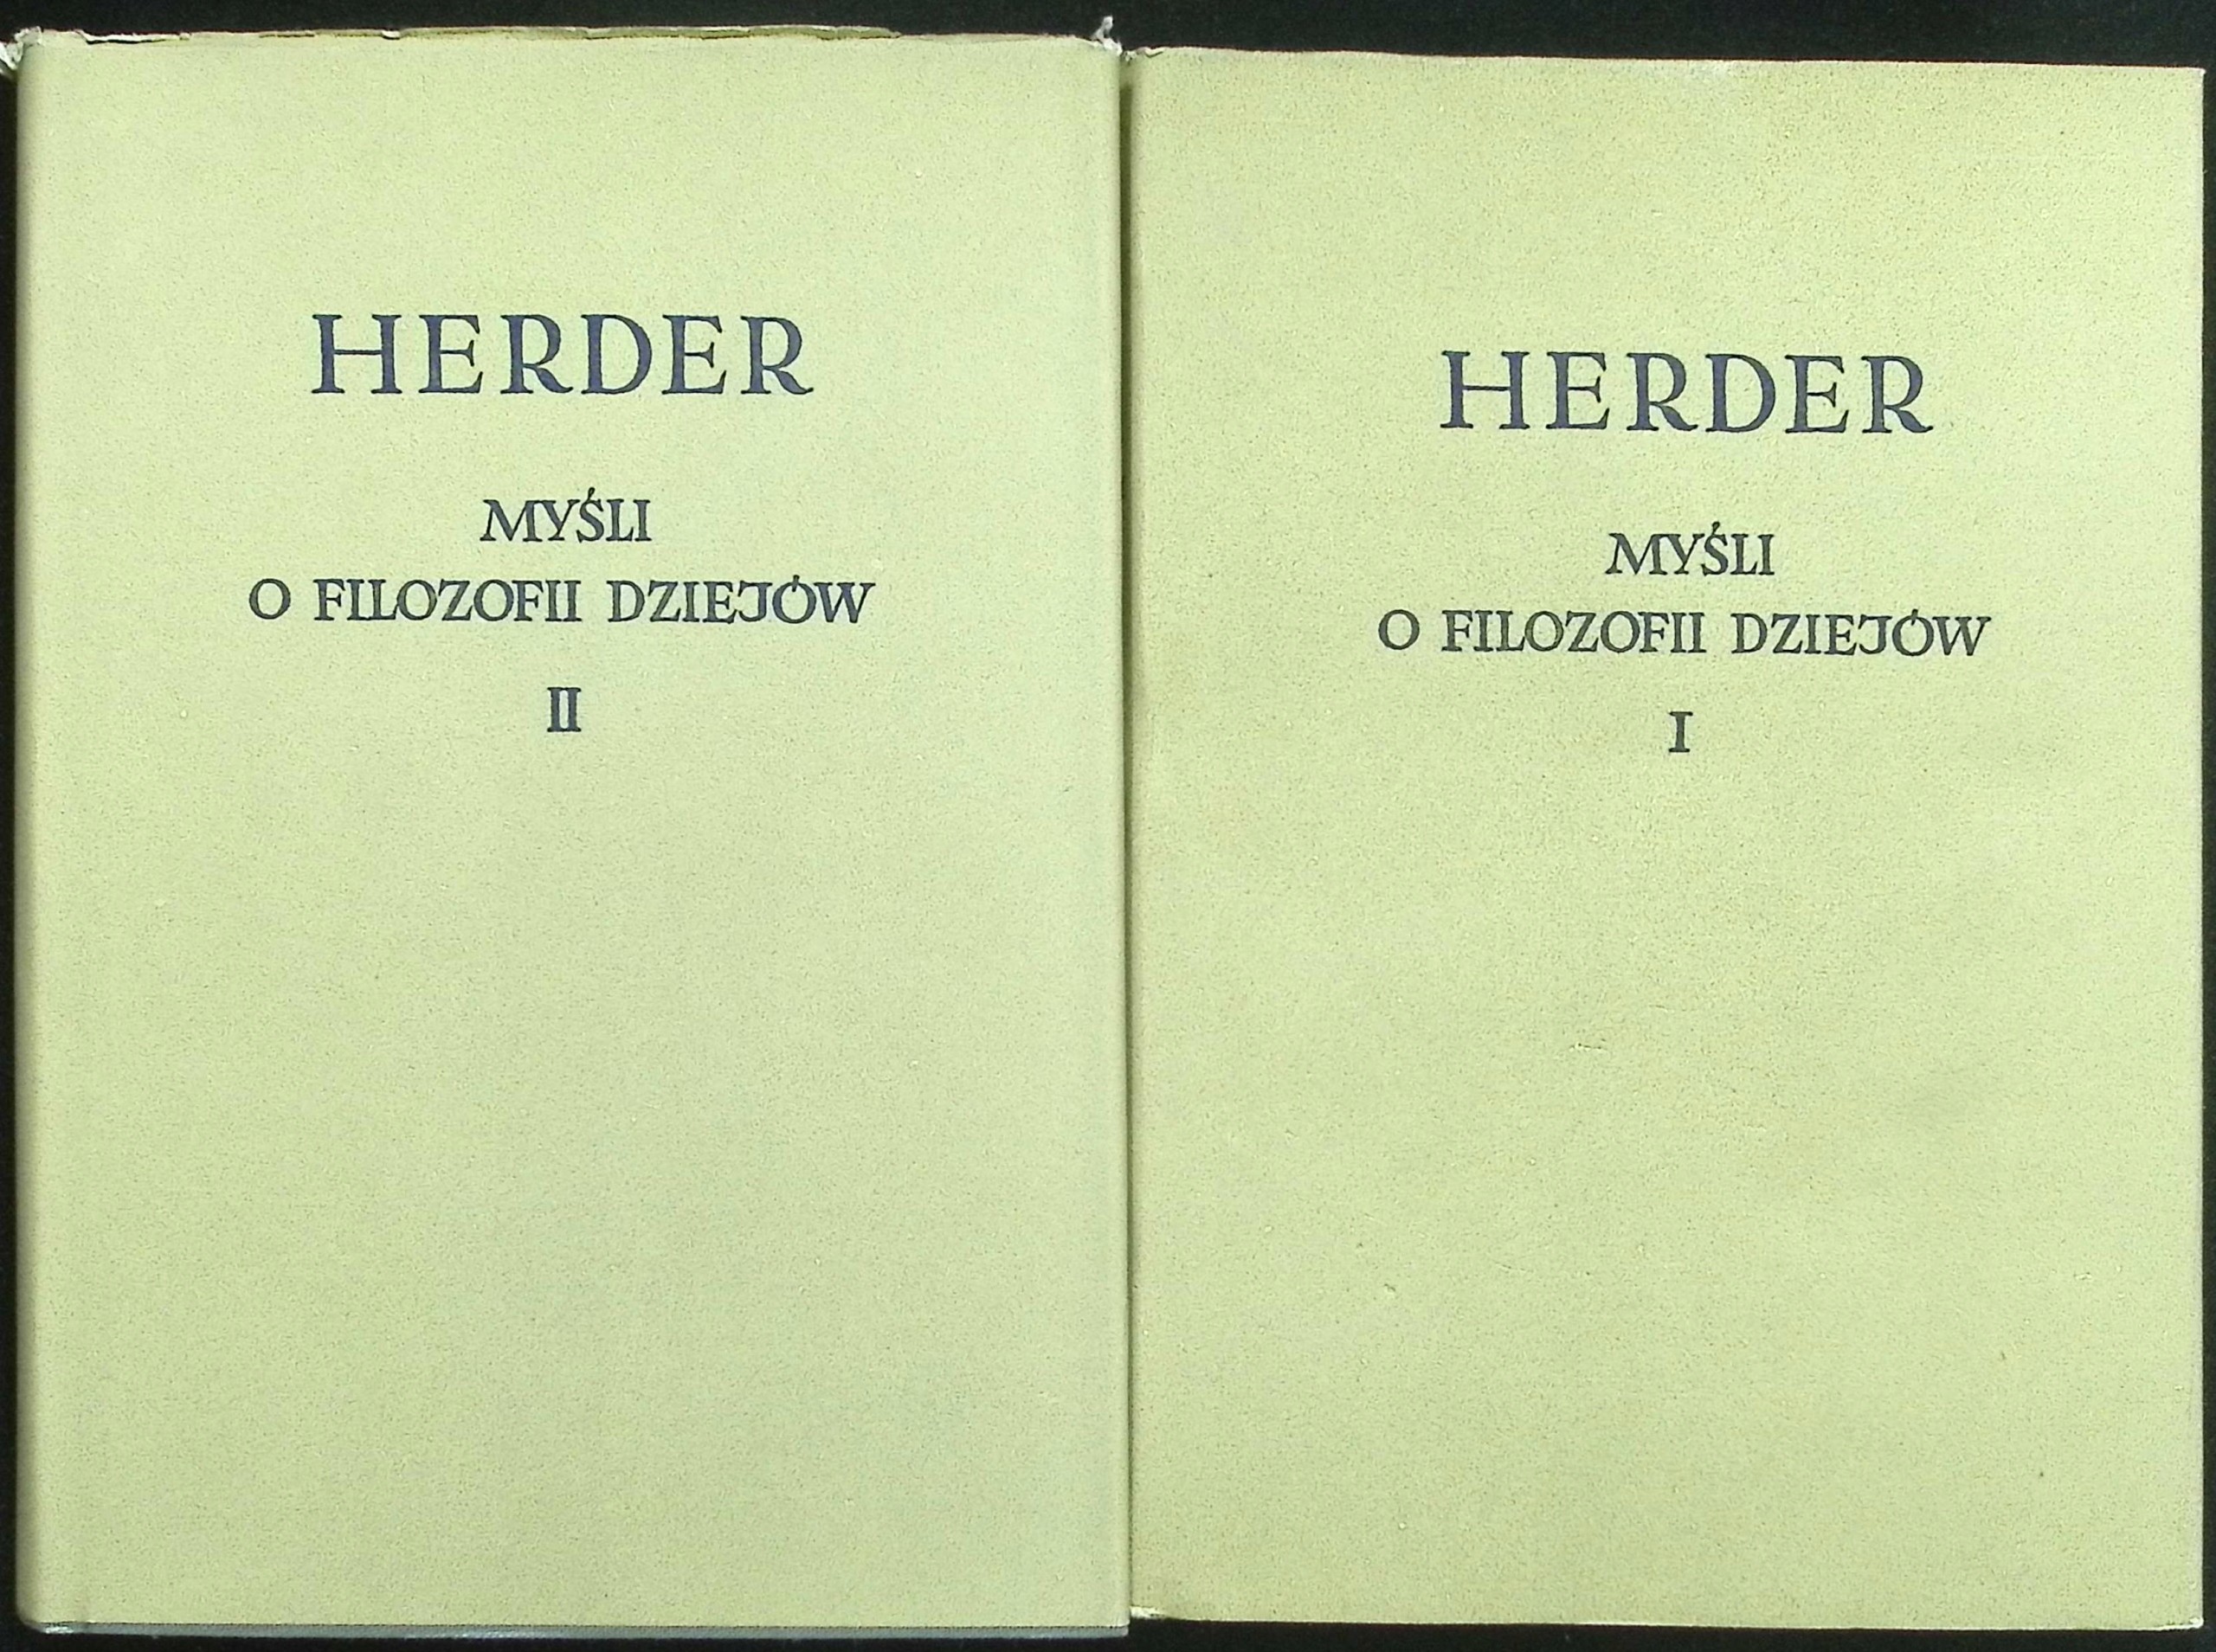 HERDER
MYŚLI
O FILOZOFII DZIEJÓW
II
HERDER
MYŚLI
O FILOZOFII DZIEJÓW
I